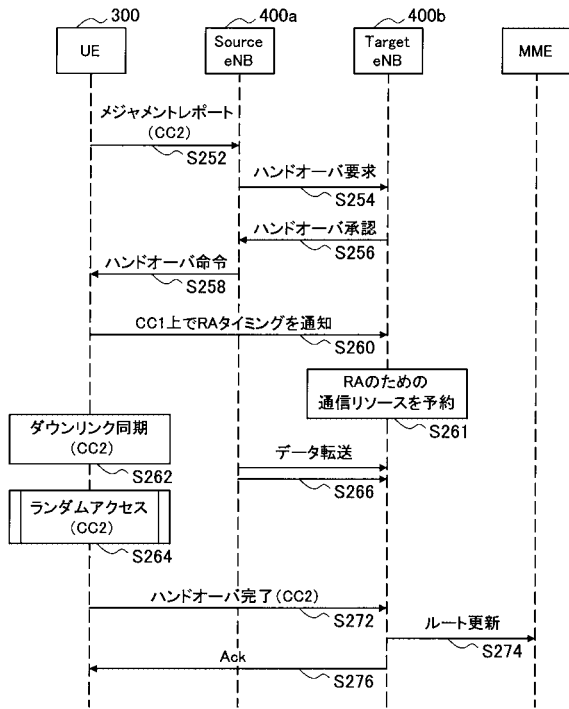 300
400a
400b
UE
Source
eNB
Target
eNB
MME
メジャメントレポート
(CC2)
S252
ハンドオーバ要求
S254
ハンドオーバ承認
S256
ハンドオーバ命令
S258
CC1上でRAタイミングを通知
S260
RAのための
通信リソースを予約
S261
ダウンリンク同期
(CC2)
S262
データ転送
S266
ランダムアクセス
(CC2)
S264
ハンドオーバ完了(CC2)
S272
ルート更新
S274
Ack
S276